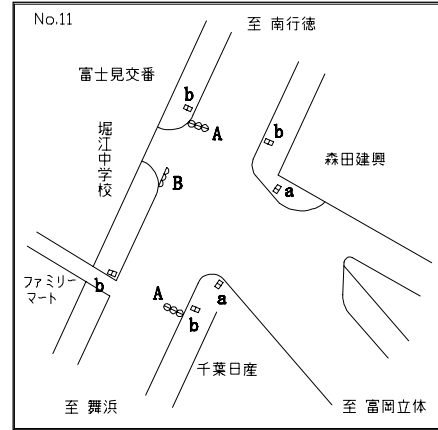 No.11
至 南行徳
富士見交番
b
A
b
森田建興
堀江中学校
B
a
ファミリー
マート
b
A
b
a
千葉日産
至 舞浜
至 富岡立体